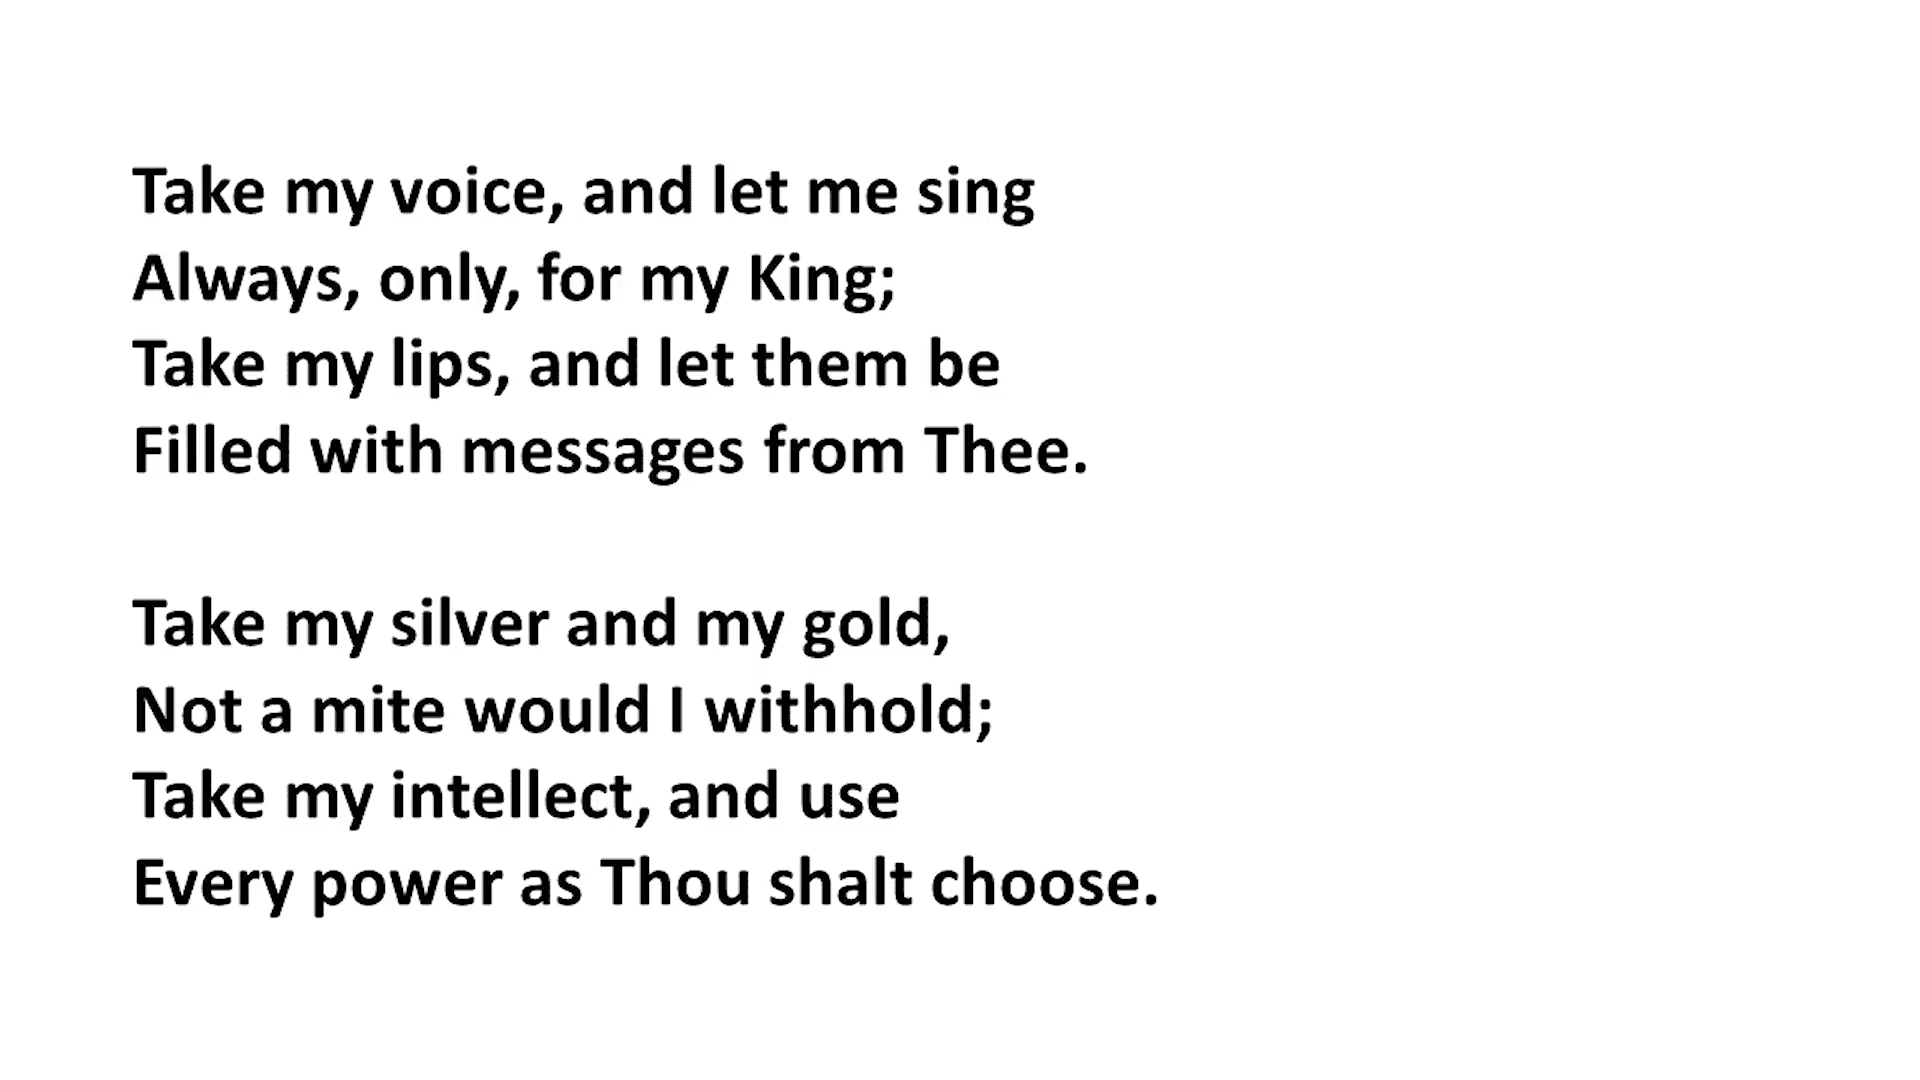 Take my voice, and let me sing
Always, only, for my King;
Take my lips, and let them be
Filled with messages from Thee.
Take my silver and my gold,
Not a mite would I withhold;
Take my intellect, and use
Every power as Thou shalt choose.